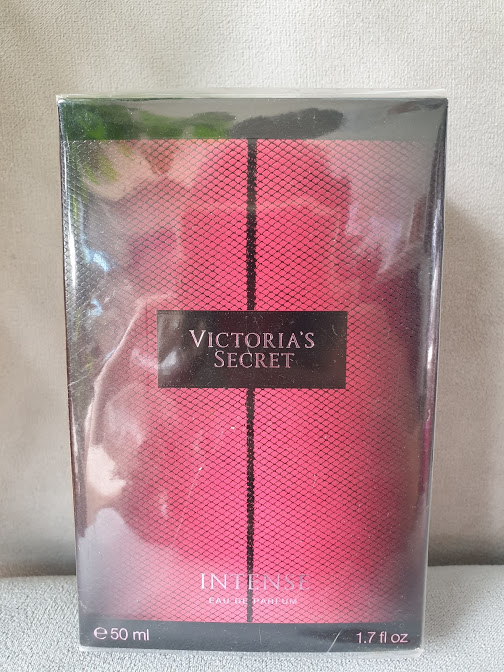 VICTORIA'S
SECRET
INTENSE
EAU DE PARFUM
℮50 ml
1.7 fl oz